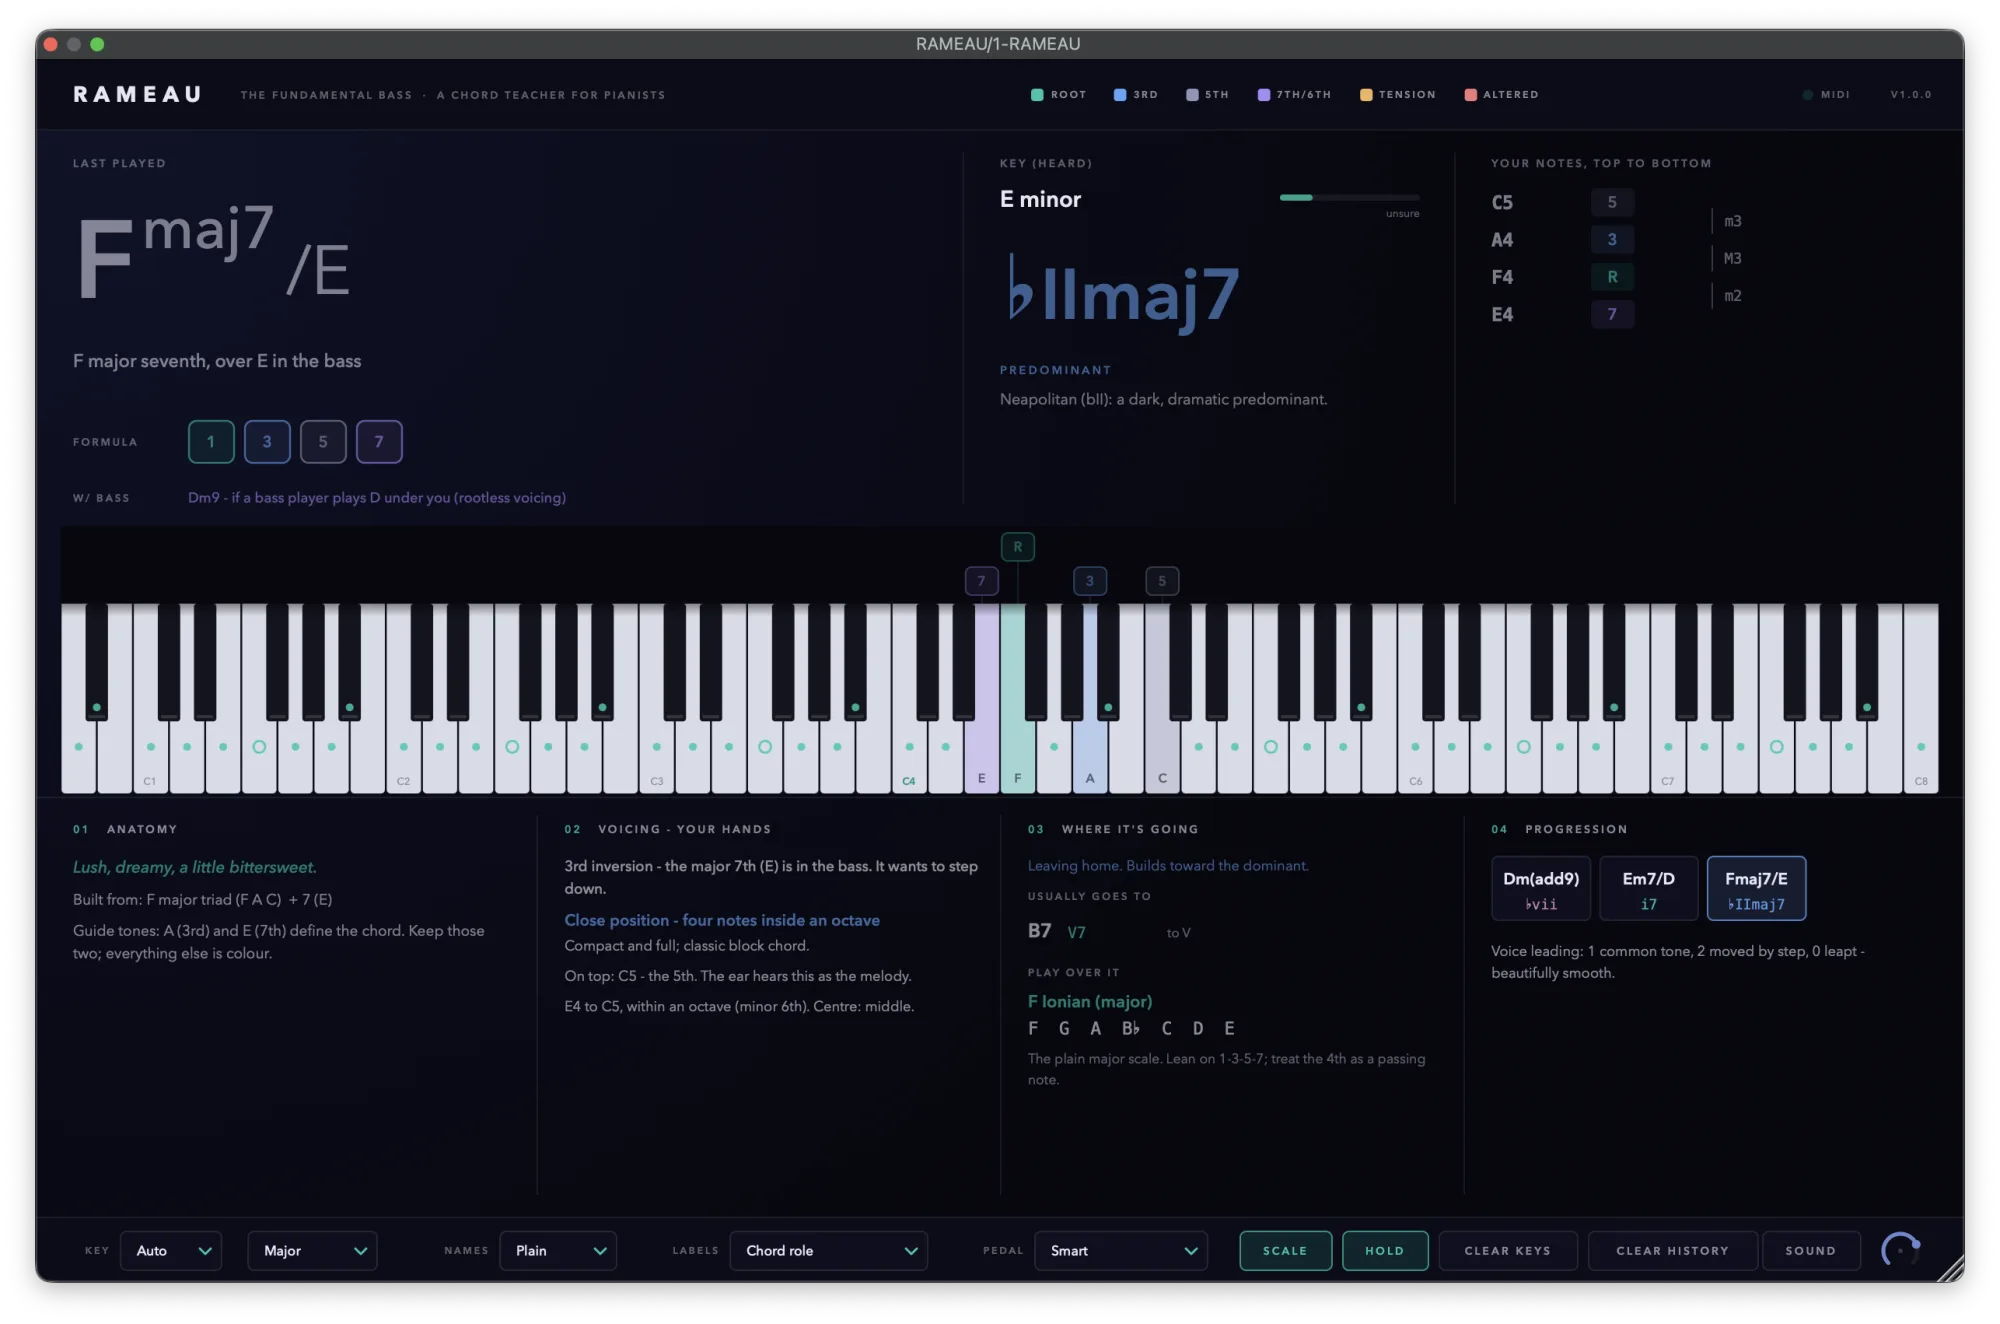 RAMEAU/1-RAMEAU
RAMEAU THE FUNDAMENTAL BASS · A CHORD TEACHER FOR PIANISTS ROOT 3RD 5TH 7TH/6TH TENSION ALTERED MIDI V1.0.0
LAST PLAYED
Fmaj7/E
F major seventh, over E in the bass
FORMULA 1 3 5 7
W/ BASS Dm9 - if a bass player plays D under you (rootless voicing)
KEY (HEARD)
E minor
unsure
♭IImaj7
PREDOMINANT
Neapolitan (bII): a dark, dramatic predominant.
YOUR NOTES, TOP TO BOTTOM
C5 5
m3
A4 3
M3
F4 R
m2
E4 7
R
7 3 5
C1 C2 C3 C4 E F A C C6 C7 C8
01 ANATOMY
Lush, dreamy, a little bittersweet.
Built from: F major triad (F A C) + 7 (E)
Guide tones: A (3rd) and E (7th) define the chord. Keep those
two; everything else is colour.
02 VOICING - YOUR HANDS
3rd inversion - the major 7th (E) is in the bass. It wants to step
down.
Close position - four notes inside an octave
Compact and full; classic block chord.
On top: C5 - the 5th. The ear hears this as the melody.
E4 to C5, within an octave (minor 6th). Centre: middle.
03 WHERE IT'S GOING
Leaving home. Builds toward the dominant.
USUALLY GOES TO
B7 V7 to V
PLAY OVER IT
F Ionian (major)
F G A B♭ C D E
The plain major scale. Lean on 1-3-5-7; treat the 4th as a passing
note.
04 PROGRESSION
Dm(add9) Em7/D Fmaj7/E
♭vii i7 ♭IImaj7
Voice leading: 1 common tone, 2 moved by step, 0 leapt -
beautifully smooth.
KEY Auto Major NAMES Plain LABELS Chord role PEDAL Smart SCALE HOLD CLEAR KEYS CLEAR HISTORY SOUND